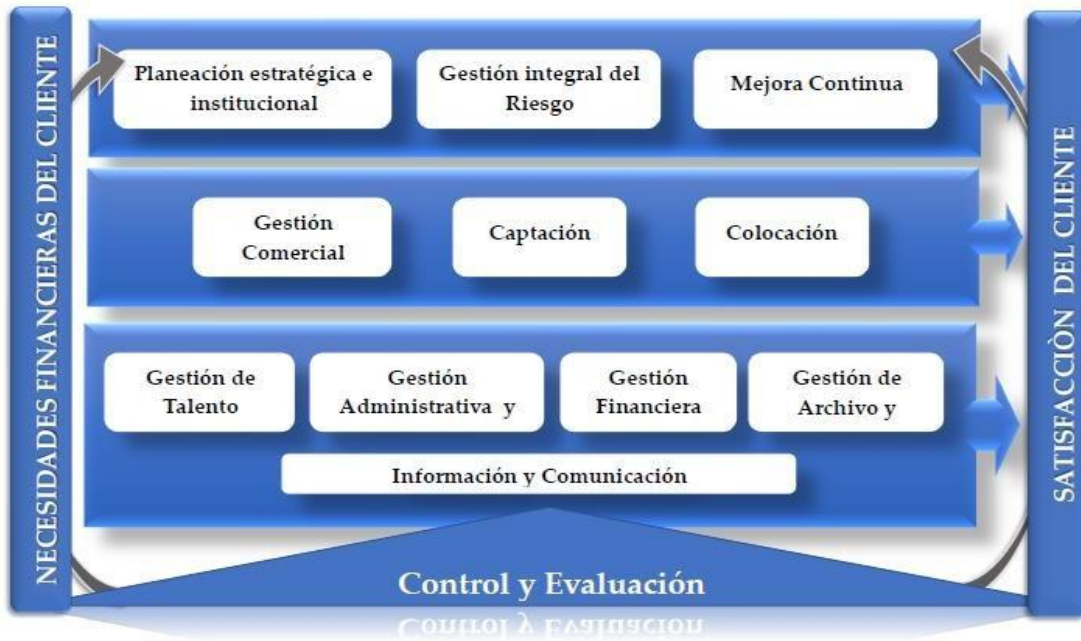 NECESIDADES FINANCIERAS DEL CLIENTE
Planeación estratégica e
institucional
Gestión integral del
Riesgo
Mejora Continua
Gestión
Comercial
Captación
Colocación
Gestión de
Talento
Gestión
Administrativa y
Gestión
Financiera
Gestión de
Archivo y
Información y Comunicación
Control y Evaluación
SATISFACCIÒN DEL CLIENTE